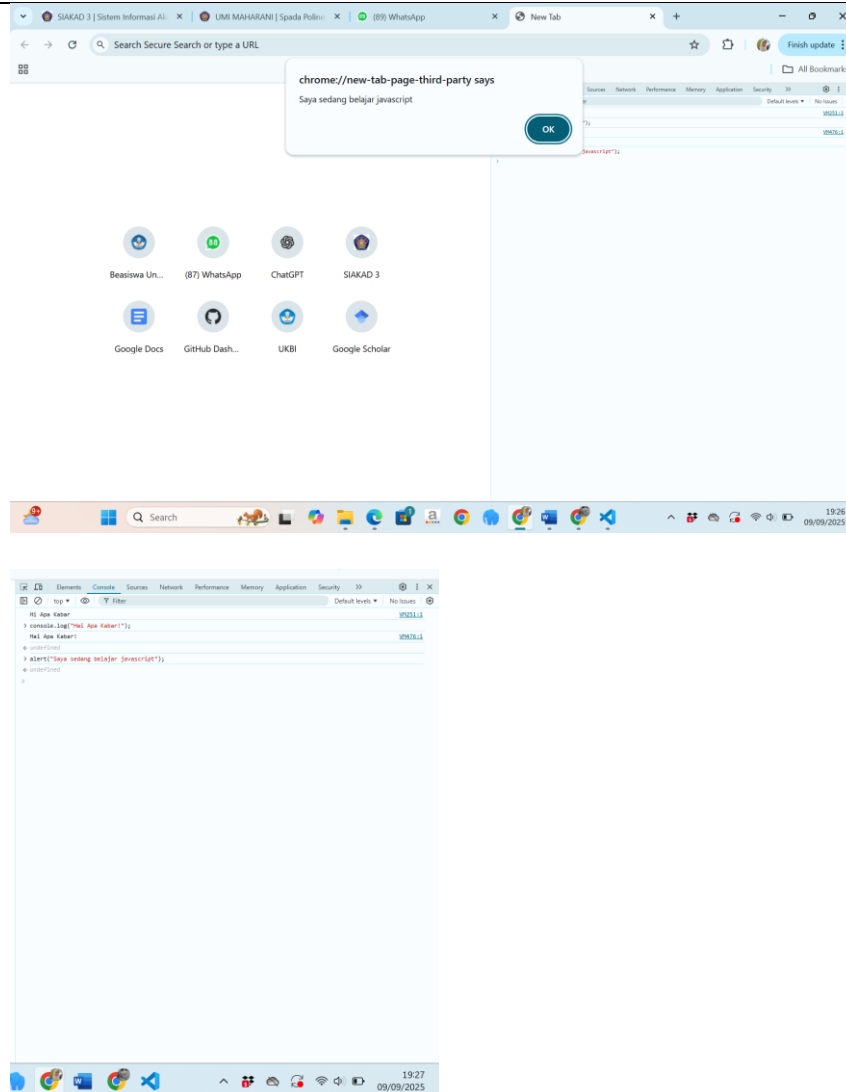 SIAKAD 3 | Sistem Informasi Al
UMI MAHARANI | Spada Poline
(89) WhatsApp
New Tab
Search Secure Search or type a URL
Finish update
All Bookmarks
chrome://new-tab-page-third-party says
Saya sedang belajar javascript
OK
Sources Network Performance Memory Application Security
Default levels No Issues
VM251:1
VM476:1
javascript");
Beasiswa Un...
(87) WhatsApp
ChatGPT
SIAKAD 3
Google Docs
GitHub Dash...
UKBI
Google Scholar
Search
19:26
09/09/2025
Elements Console Sources Network Performance Memory Application Security
top Filter Default levels No Issues
Hi Apa Kabar VM251:1
> console.log("Hai Apa Kabar!");
Hai Apa Kabar! VM476:1
undefined
> alert("Saya sedang belajar javascript");
undefined
19:27
09/09/2025